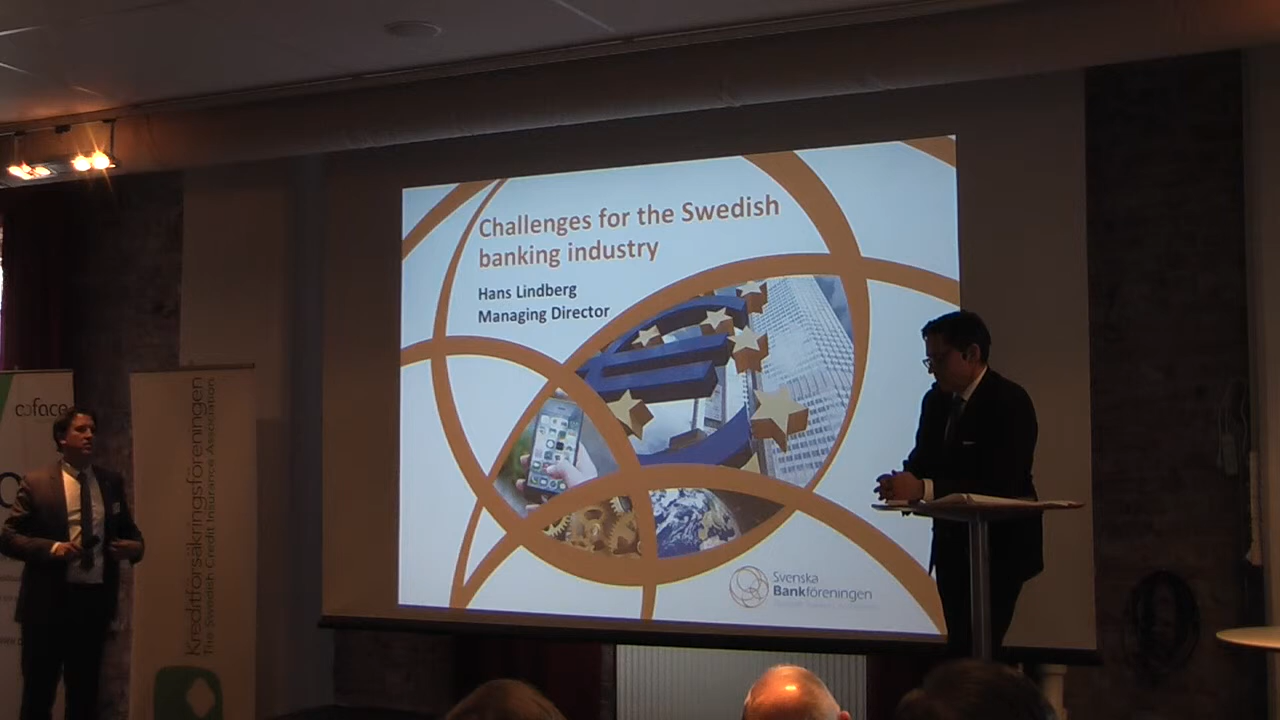 Challenges for the Swedish
banking industry
Hans Lindberg
Managing Director
Svenska
Bankföreningen
coface
Kreditförsäkringsföreningen
The Swedish Credit Insurance Association